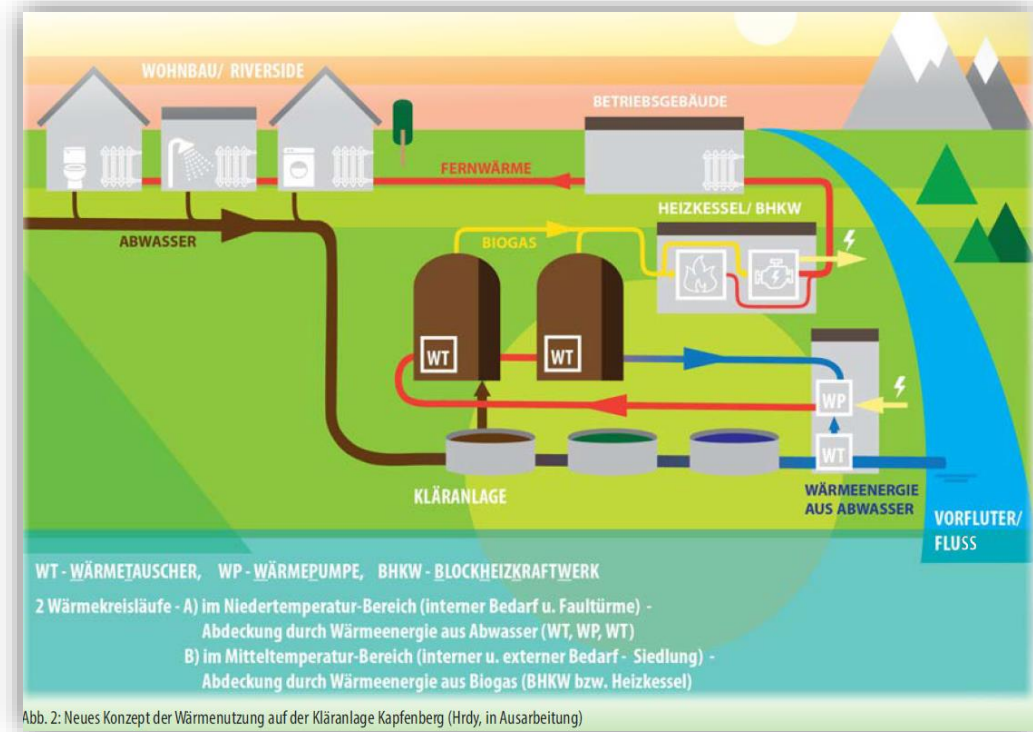 WOHNBAU/ RIVERSIDE
BETRIEBSGEBÄUDE
FERNWÄRME
HEIZKESSEL/ BHKW
ABWASSER
BIOGAS
WT
WT
WP
WT
KLÄRANLAGE
WÄRMEENERGIE
AUS ABWASSER
VORFLUTER/
FLUSS
WT - WÄRMETAUSCHER, WP - WÄRMEPUMPE, BHKW - BLOCKHEIZKRAFTWERK
2 Wärmekreisläufe - A) im Niedertemperatur-Bereich (interner Bedarf u. Faultürme) -
Abdeckung durch Wärmeenergie aus Abwasser (WT, WP, WT)
B) im Mitteltemperatur-Bereich (interner u. externer Bedarf - Siedlung) -
Abdeckung durch Wärmeenergie aus Biogas (BHKW bzw. Heizkessel)
Abb. 2: Neues Konzept der Wärmenutzung auf der Kläranlage Kapfenberg (Hrdy, in Ausarbeitung)